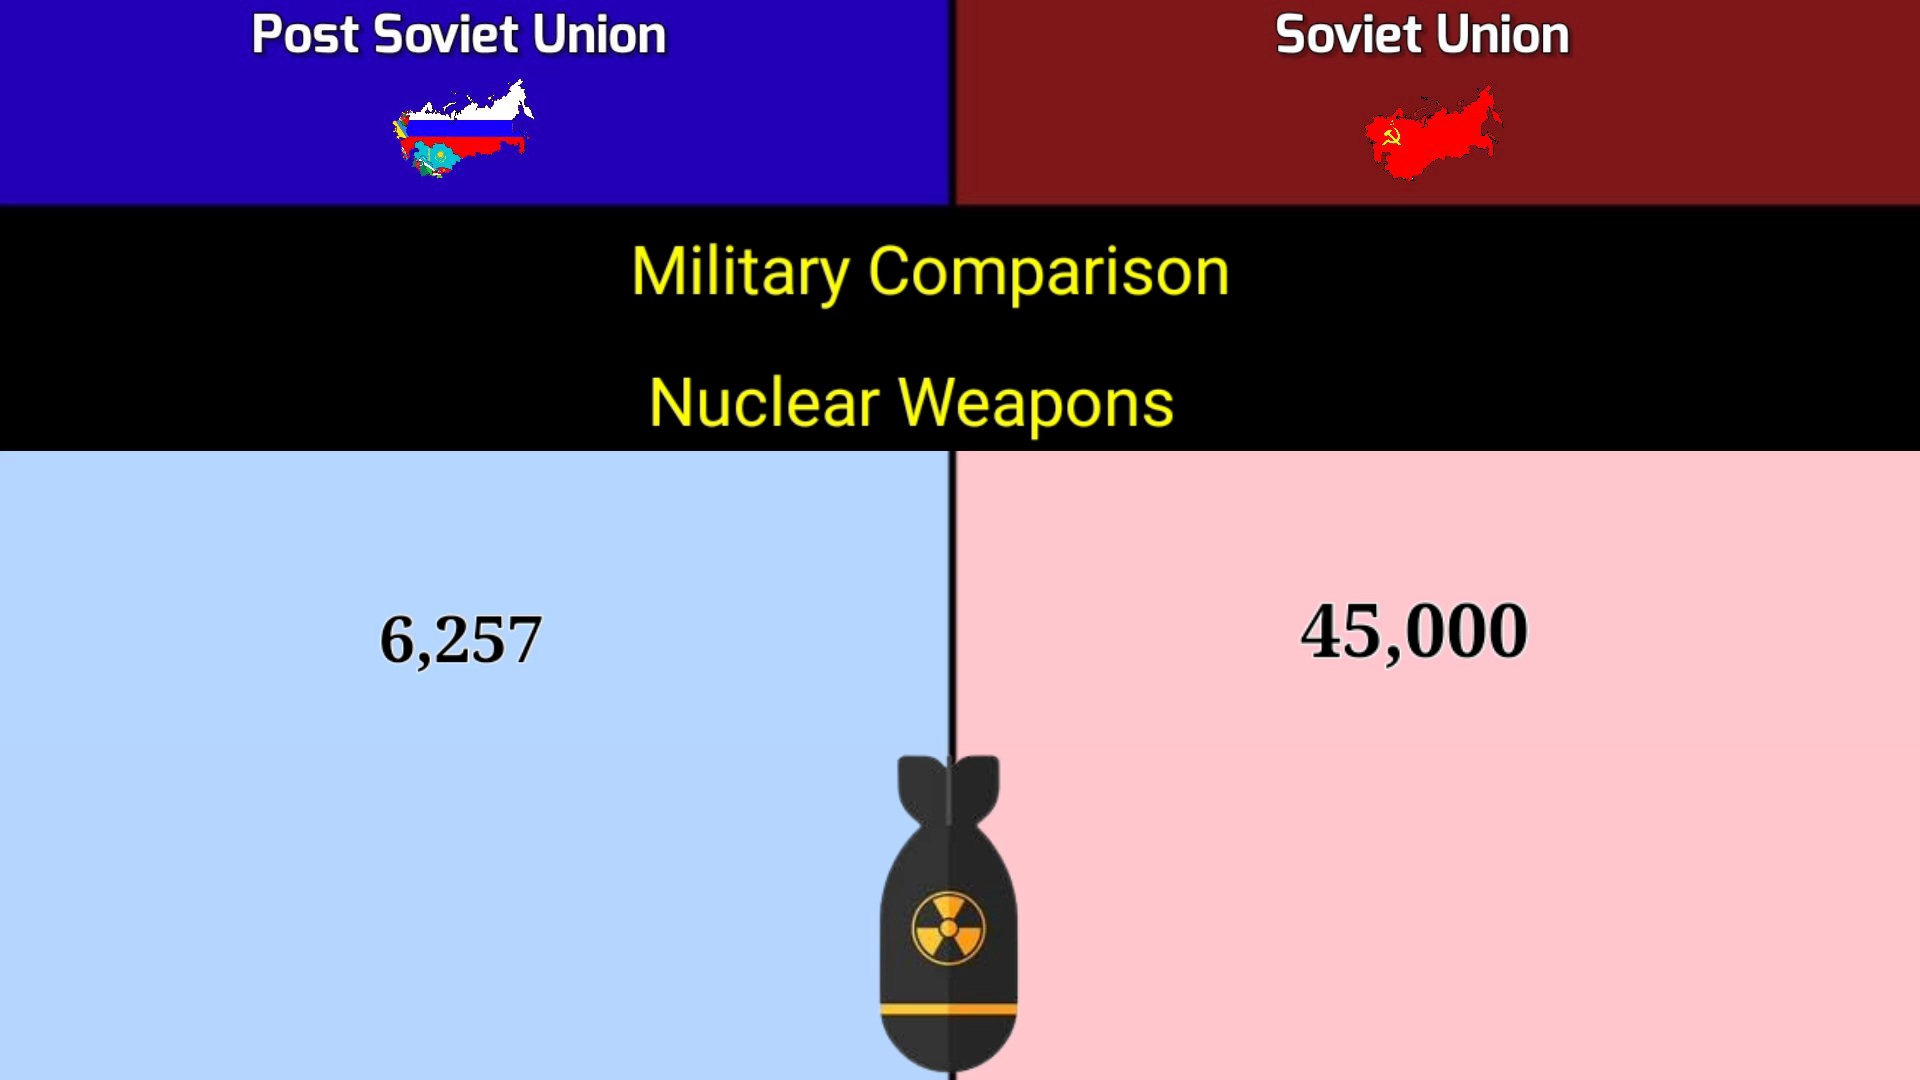 Post Soviet Union
Soviet Union
Military Comparison
Nuclear Weapons
6,257
45,000